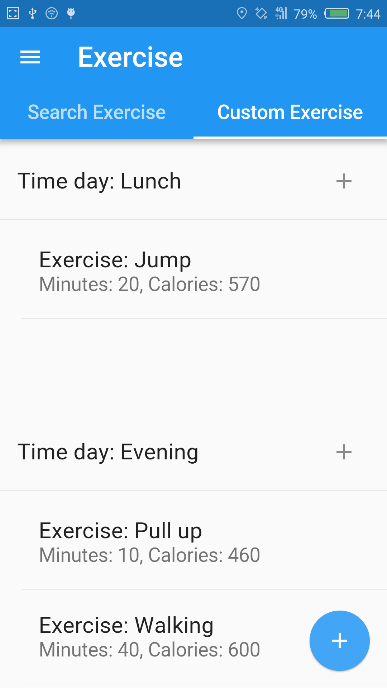 79% 7:44
Exercise
Search Exercise Custom Exercise
Time day: Lunch
Exercise: Jump
Minutes: 20, Calories: 570
Time day: Evening
Exercise: Pull up
Minutes: 10, Calories: 460
Exercise: Walking
Minutes: 40, Calories: 600